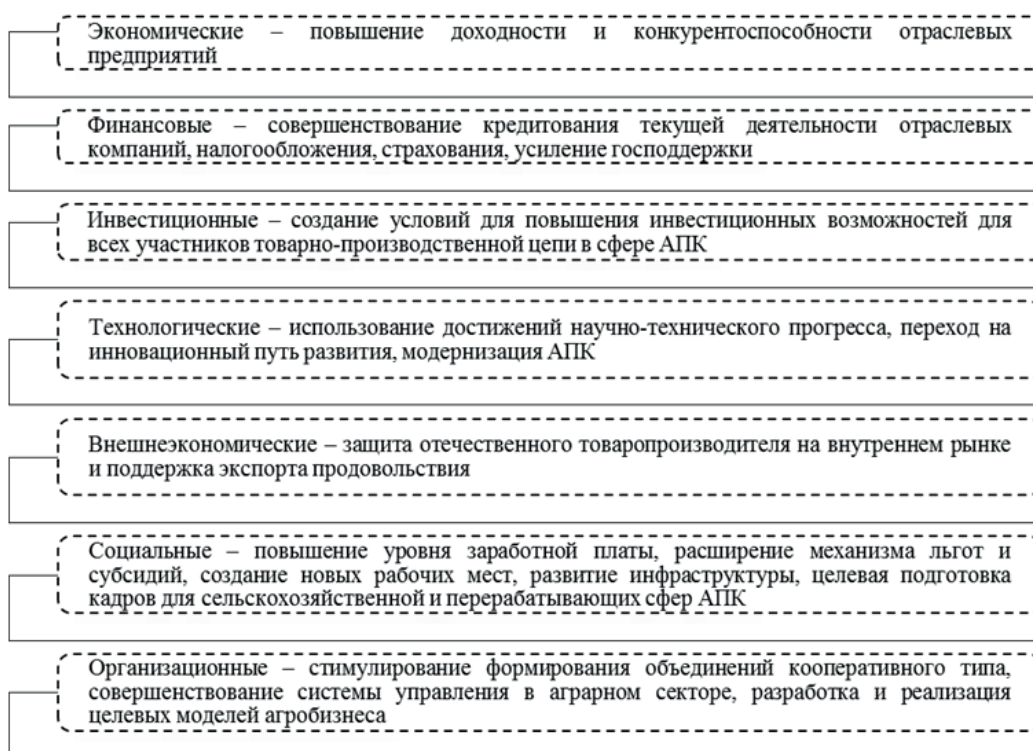 Экономические – повышение доходности и конкурентоспособности отраслевых
предприятий
Финансовые – совершенствование кредитования текущей деятельности отраслевых
компаний, налогообложения, страхования, усиление господдержки
Инвестиционные – создание условий для повышения инвестиционных возможностей для
всех участников товарно-производственной цепи в сфере АПК
Технологические – использование достижений научно-технического прогресса, переход на
инновационный путь развития, модернизация АПК
Внешнеэкономические – защита отечественного товаропроизводителя на внутреннем рынке
и поддержка экспорта продовольствия
Социальные – повышение уровня заработной платы, расширение механизма льгот и
субсидий, создание новых рабочих мест, развитие инфраструктуры, целевая подготовка
кадров для сельскохозяйственной и перерабатывающих сфер АПК
Организационные – стимулирование формирования объединений кооперативного типа,
совершенствование системы управления в аграрном секторе, разработка и реализация
целевых моделей агробизнеса